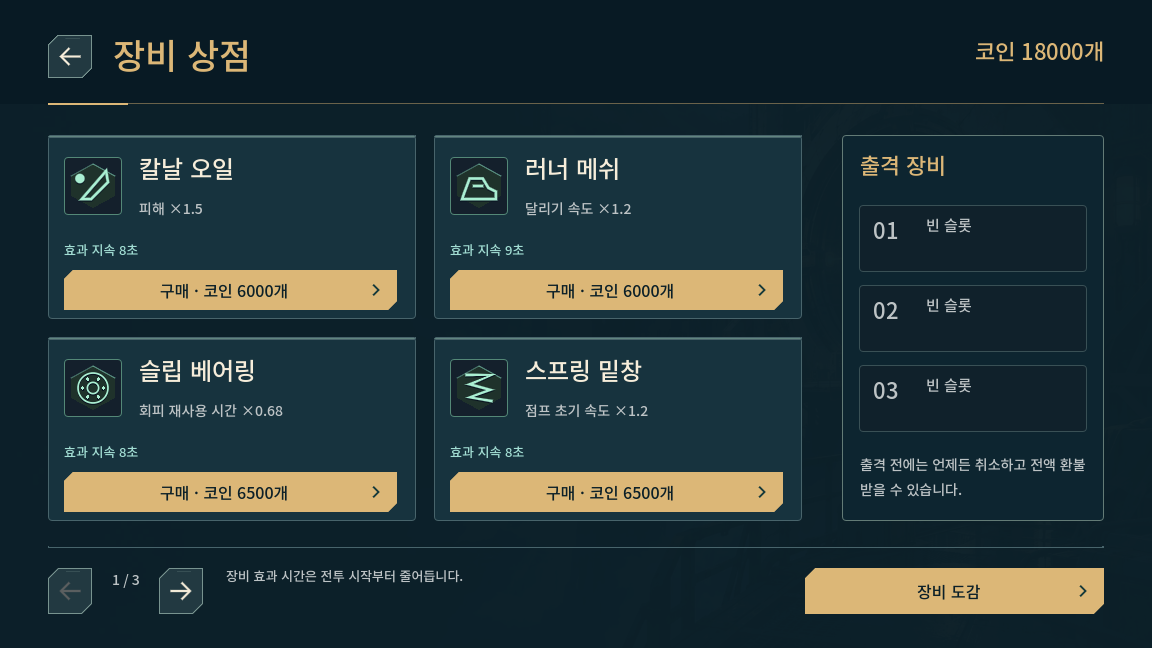 장비 상점
코인 18000개
칼날 오일
피해 ×1.5
효과 지속 8초
구매 · 코인 6000개
러너 메쉬
달리기 속도 ×1.2
효과 지속 9초
구매 · 코인 6000개
슬립 베어링
회피 재사용 시간 ×0.68
효과 지속 8초
구매 · 코인 6500개
스프링 밑창
점프 초기 속도 ×1.2
효과 지속 8초
구매 · 코인 6500개
출격 장비
01 빈 슬롯
02 빈 슬롯
03 빈 슬롯
출격 전에는 언제든 취소하고 전액 환불
받을 수 있습니다.
1 / 3
장비 효과 시간은 전투 시작부터 줄어듭니다.
장비 도감